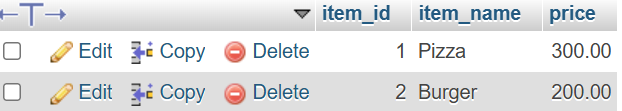 item_id item_name price
Edit Copy Delete 1 Pizza 300.00
Edit Copy Delete 2 Burger 200.00